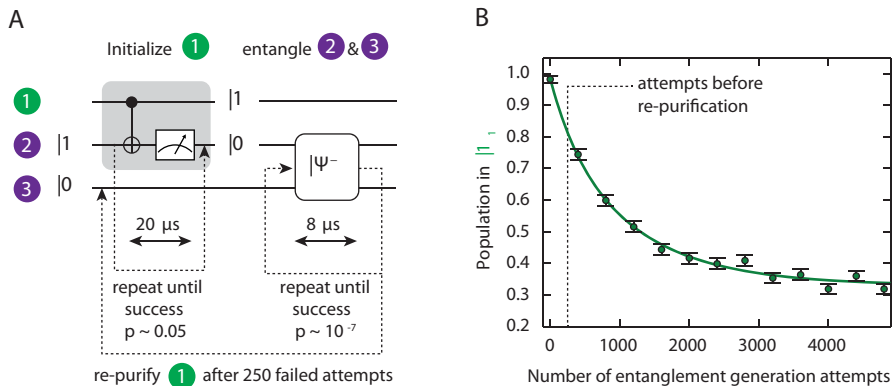 A
Initialize 1 entangle 2 & 3
1 |1
2 |1 |0
3 |0
|Ψ⁻
20 μs 8 μs
repeat until
success
p ~ 0.05
repeat until
success
p ~ 10⁻⁷
re-purify 1 after 250 failed attempts
B
attempts before
re-purification
Population in |1 ₁
1.0
0.9
0.8
0.7
0.6
0.5
0.4
0.3
0.2
0 1000 2000 3000 4000
Number of entanglement generation attempts